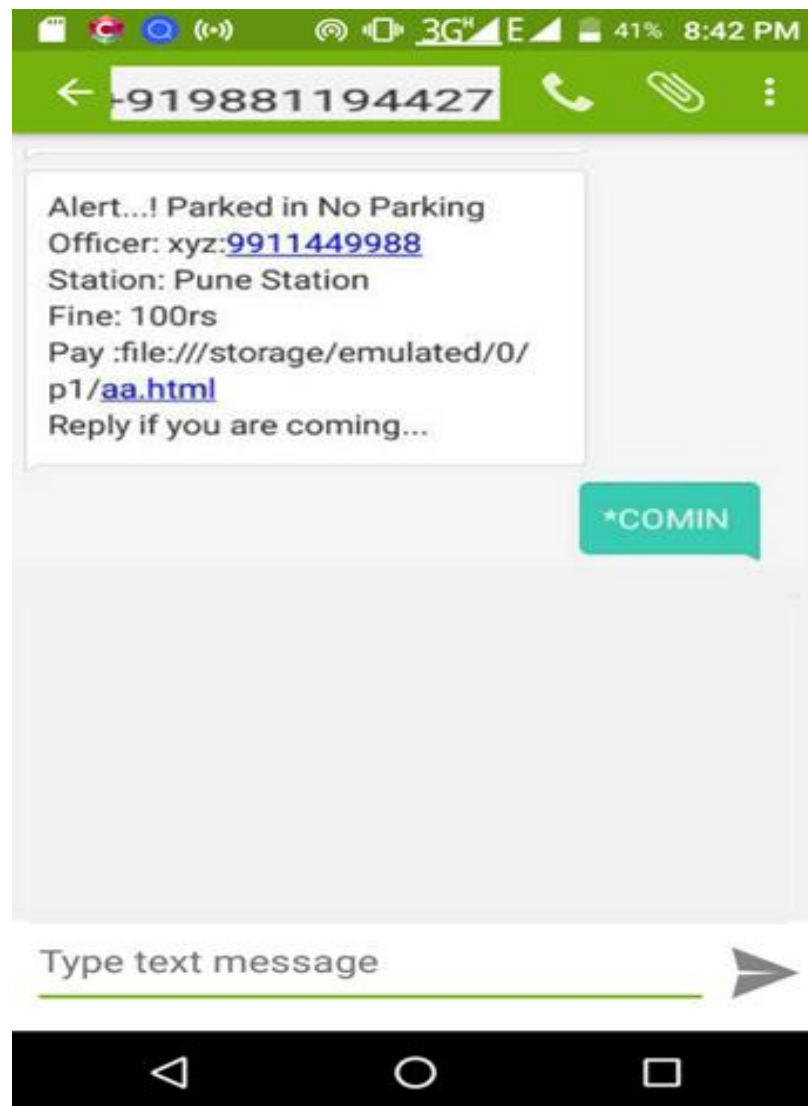 3G H E 41% 8:42 PM
+919881194427
Alert...! Parked in No Parking
Officer: xyz:9911449988
Station: Pune Station
Fine: 100rs
Pay :file:///storage/emulated/0/
p1/aa.html
Reply if you are coming...
*COMIN
Type text message